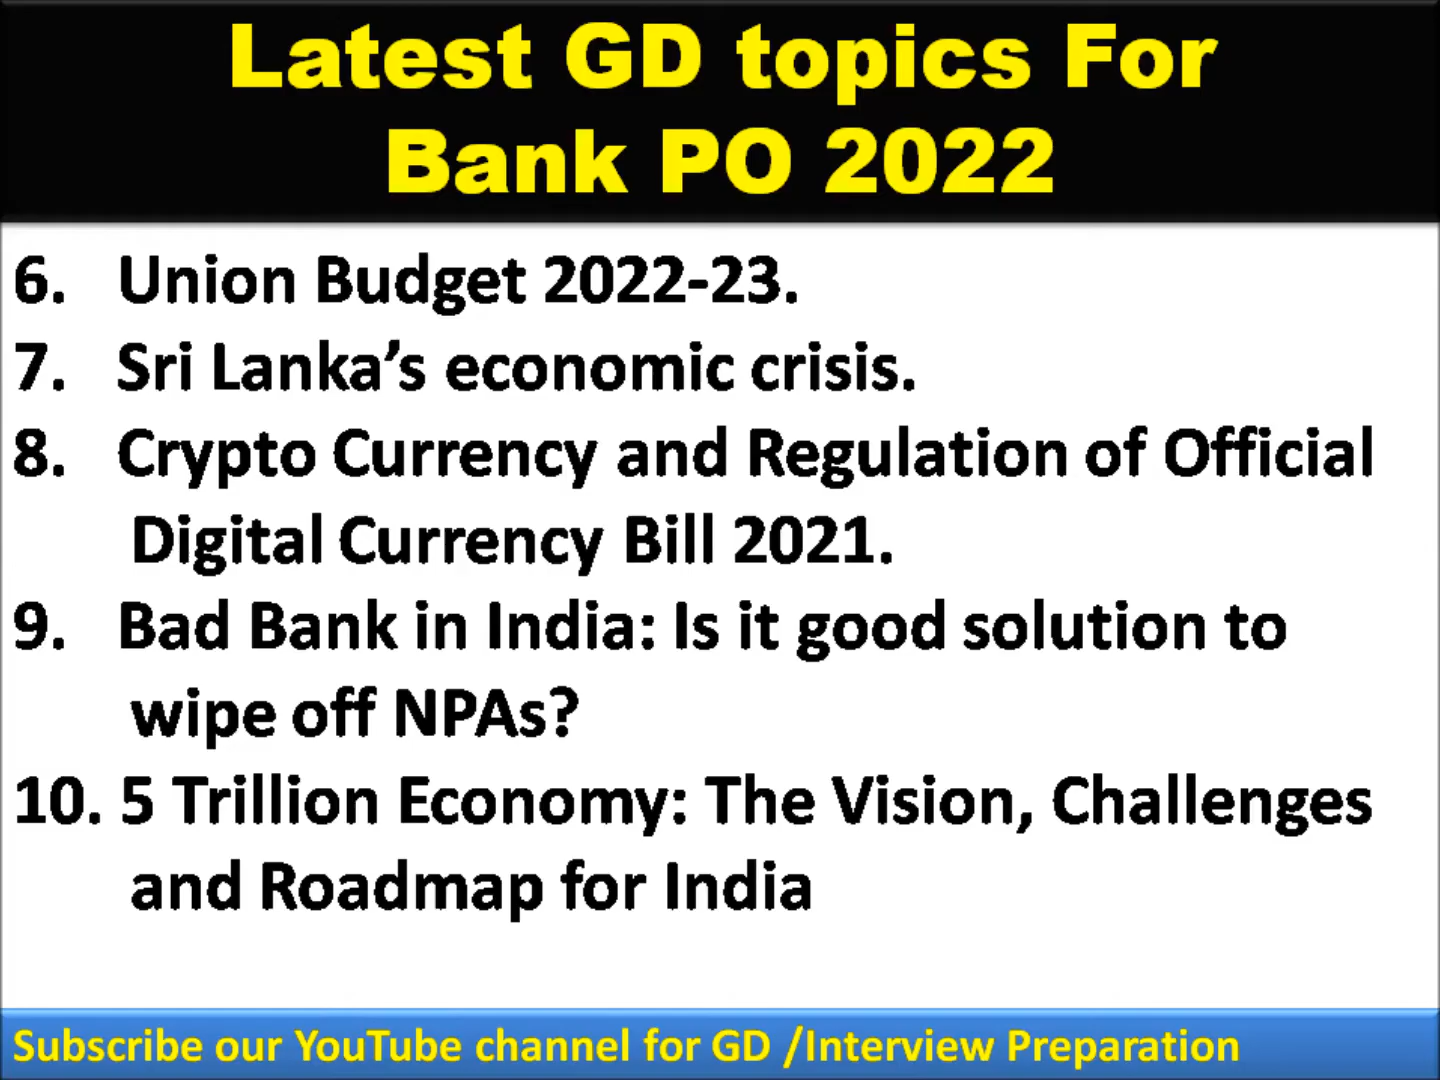 Latest GD topics For
Bank PO 2022
6. Union Budget 2022-23.
7. Sri Lanka’s economic crisis.
8. Crypto Currency and Regulation of Official
Digital Currency Bill 2021.
9. Bad Bank in India: Is it good solution to
wipe off NPAs?
10. 5 Trillion Economy: The Vision, Challenges
and Roadmap for India
Subscribe our YouTube channel for GD /Interview Preparation